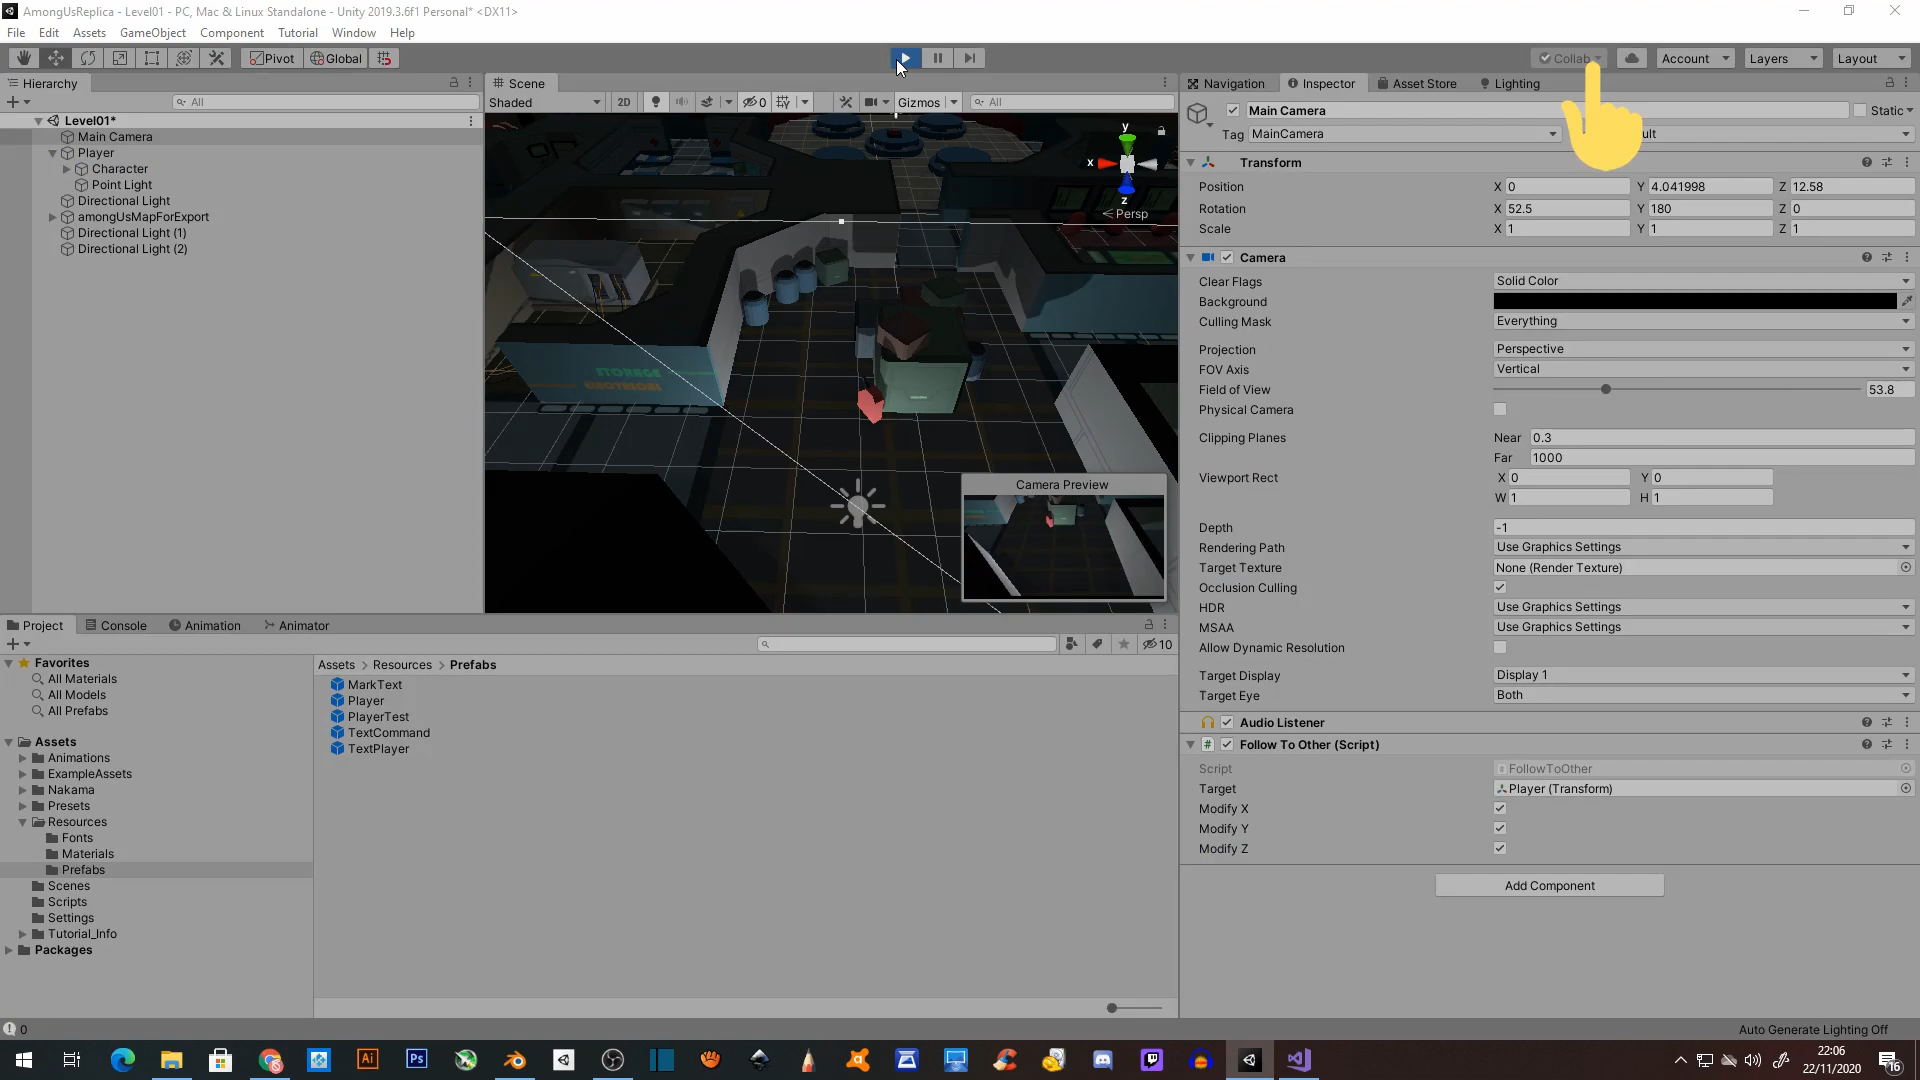 AmongUsReplica - Level01 - PC, Mac & Linux Standalone - Unity 2019.3.6f1 Personal* <DX11>
File Edit Assets GameObject Component Tutorial Window Help
Pivot Global Collab Account Layers Layout
Hierarchy
All
Level01*
Main Camera
Player
Character
Point Light
Directional Light
amongUsMapForExport
Directional Light (1)
Directional Light (2)
Scene
Shaded 2D 0 Gizmos All
y
x
z
Persp
STORAGE
Camera Preview
Navigation Inspector Asset Store Lighting
Main Camera Static
Tag MainCamera
Transform
Position X 0 Y 4.041998 Z 12.58
Rotation X 52.5 Y 180 Z 0
Scale X 1 Y 1 Z 1
Camera
Clear Flags Solid Color
Background
Culling Mask Everything
Projection Perspective
FOV Axis Vertical
Field of View 53.8
Physical Camera
Clipping Planes Near 0.3
Far 1000
Viewport Rect X 0 Y 0
W 1 H 1
Depth -1
Rendering Path Use Graphics Settings
Target Texture None (Render Texture)
Occlusion Culling
HDR Use Graphics Settings
MSAA Use Graphics Settings
Allow Dynamic Resolution
Target Display Display 1
Target Eye Both
Audio Listener
# Follow To Other (Script)
Script FollowToOther
Target Player (Transform)
Modify X
Modify Y
Modify Z
Add Component
Project Console Animation Animator
10
Favorites
All Materials
All Models
All Prefabs
Assets
Animations
ExampleAssets
Nakama
Presets
Resources
Fonts
Materials
Prefabs
Scenes
Scripts
Settings
Tutorial_Info
Packages
Assets > Resources > Prefabs
MarkText
Player
PlayerTest
TextCommand
TextPlayer
0
Auto Generate Lighting Off
Ai
Ps
22:06
22/11/2020
16